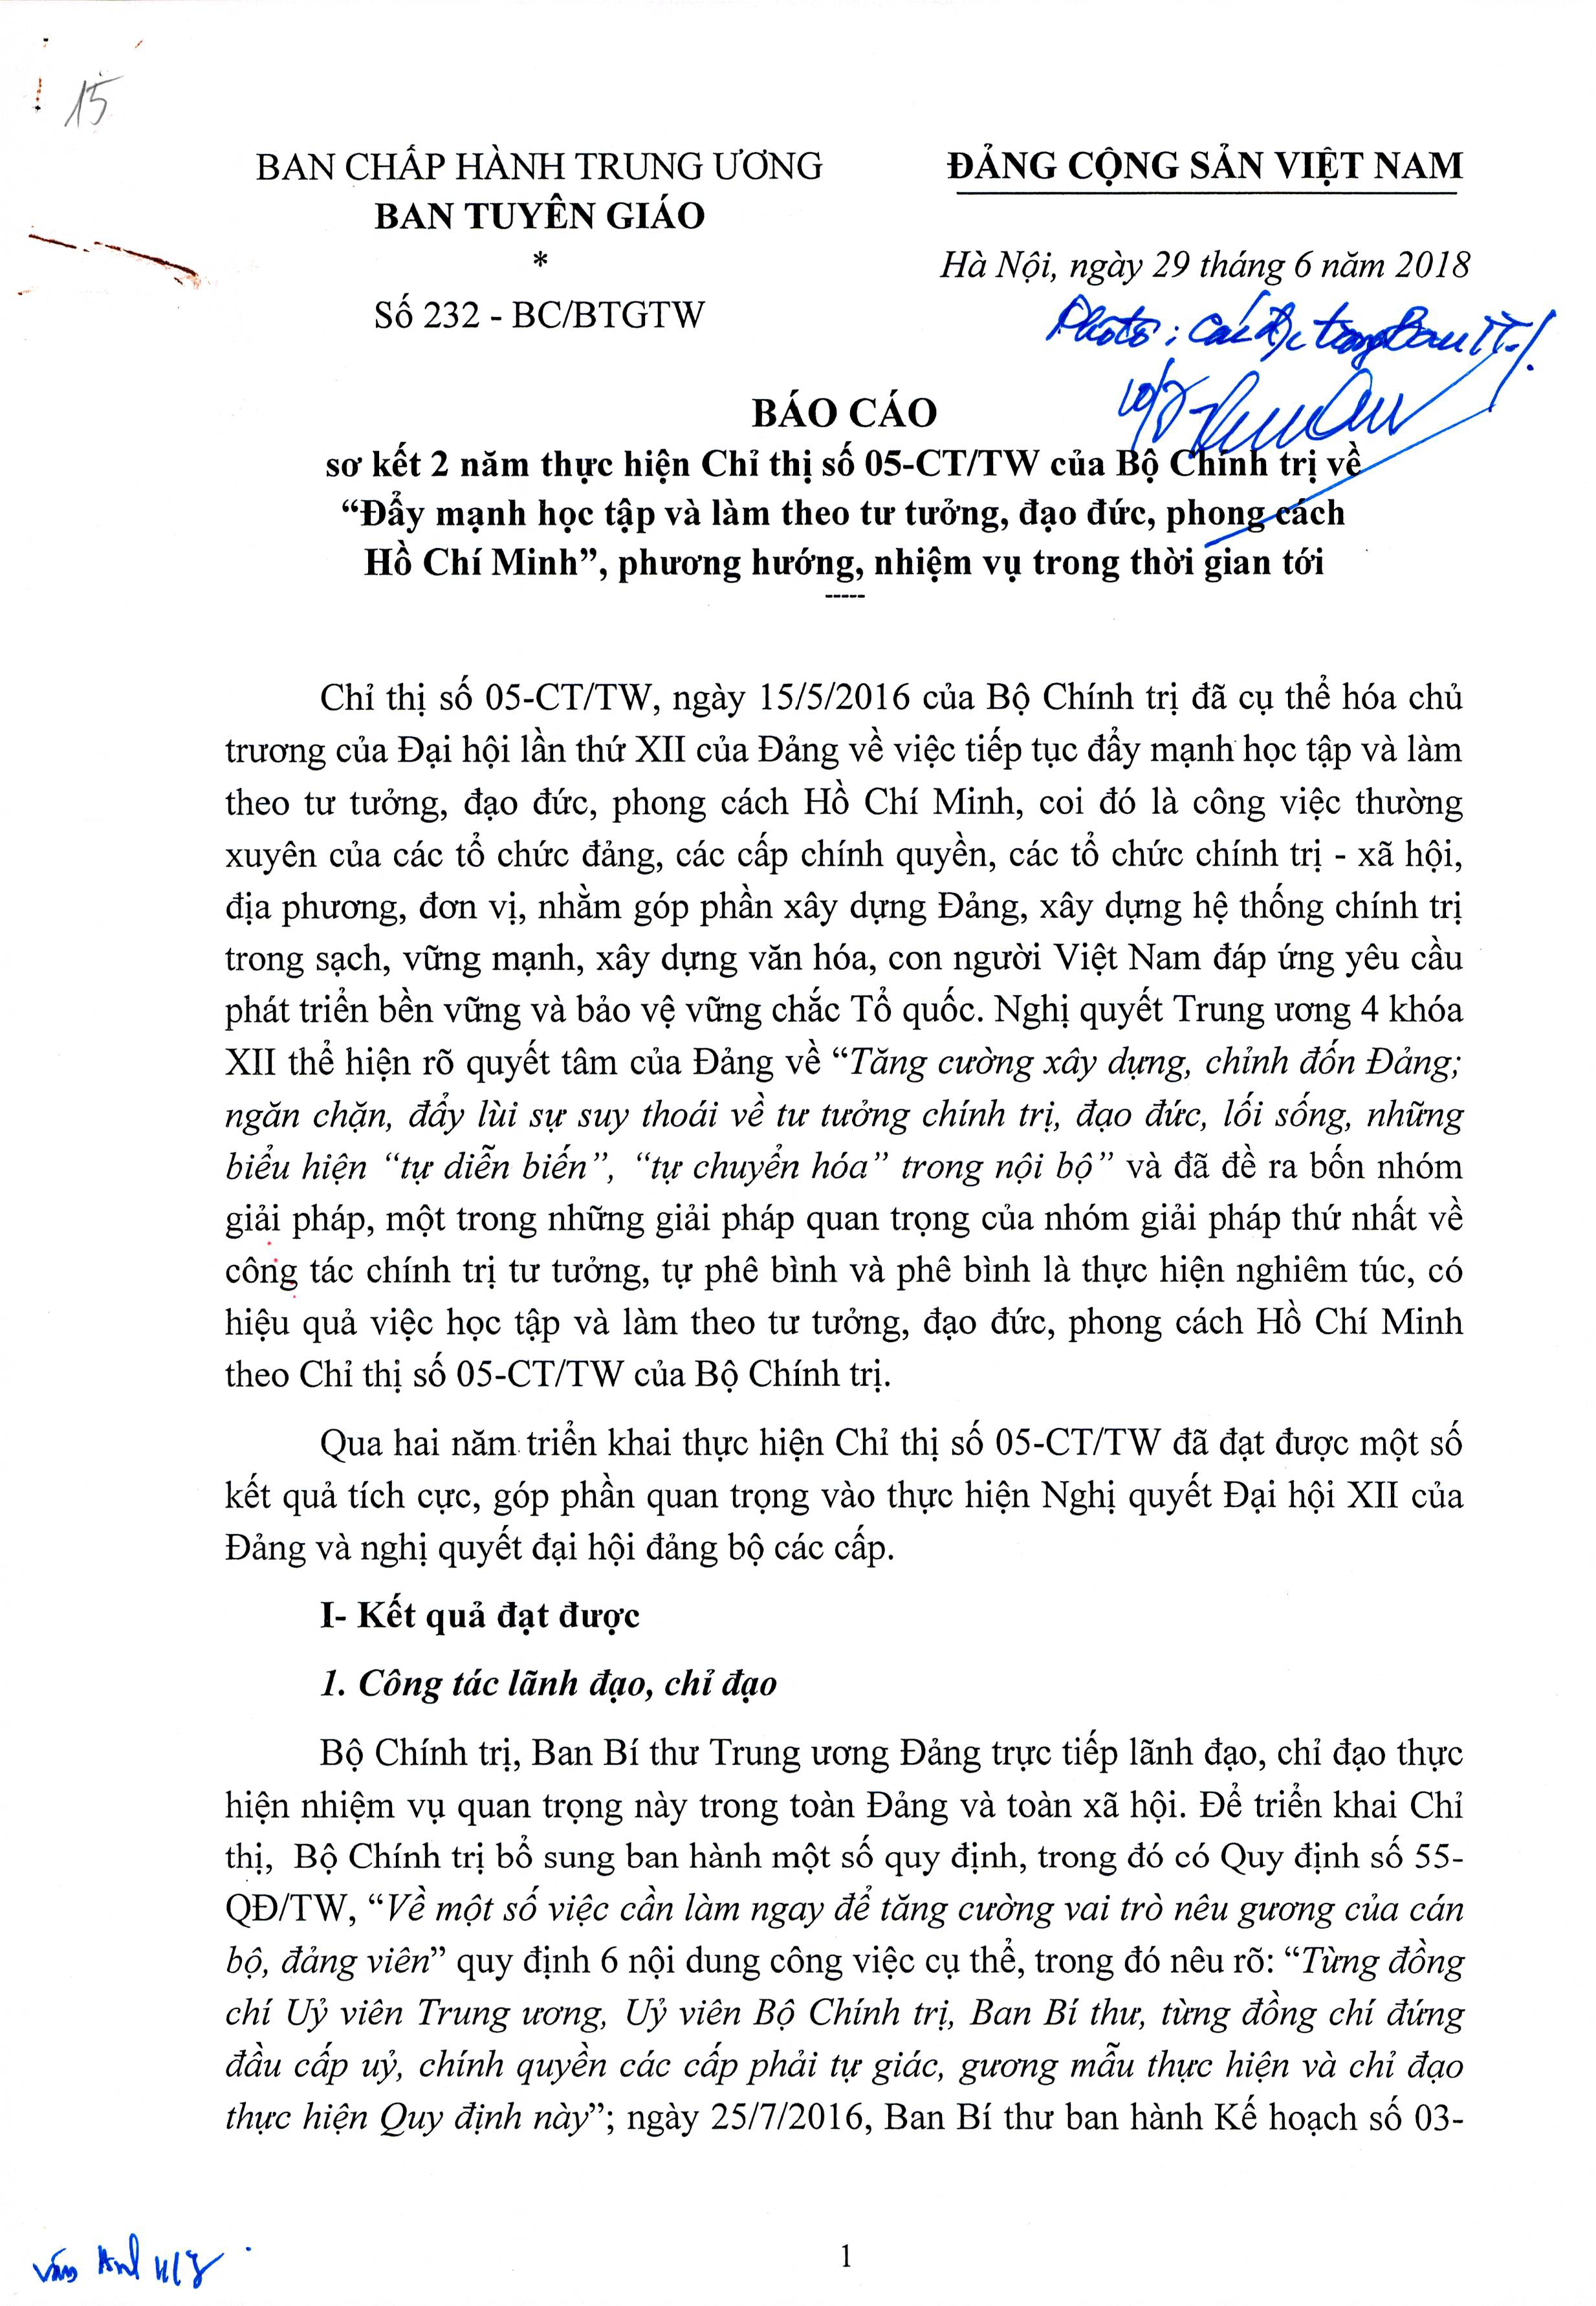 15
BAN CHẤP HÀNH TRUNG ƯƠNG
BAN TUYÊN GIÁO
*
Số 232 - BC/BTGTW
ĐẢNG CỘNG SẢN VIỆT NAM
Hà Nội, ngày 29 tháng 6 năm 2018
Photo: Các đ/c trong Ban TT
BÁO CÁO
sơ kết 2 năm thực hiện Chỉ thị số 05-CT/TW của Bộ Chính trị về
“Đẩy mạnh học tập và làm theo tư tưởng, đạo đức, phong cách
Hồ Chí Minh”, phương hướng, nhiệm vụ trong thời gian tới
-----
Chỉ thị số 05-CT/TW, ngày 15/5/2016 của Bộ Chính trị đã cụ thể hóa chủ
trương của Đại hội lần thứ XII của Đảng về việc tiếp tục đẩy mạnh học tập và làm
theo tư tưởng, đạo đức, phong cách Hồ Chí Minh, coi đó là công việc thường
xuyên của các tổ chức đảng, các cấp chính quyền, các tổ chức chính trị - xã hội,
địa phương, đơn vị, nhằm góp phần xây dựng Đảng, xây dựng hệ thống chính trị
trong sạch, vững mạnh, xây dựng văn hóa, con người Việt Nam đáp ứng yêu cầu
phát triển bền vững và bảo vệ vững chắc Tổ quốc. Nghị quyết Trung ương 4 khóa
XII thể hiện rõ quyết tâm của Đảng về “Tăng cường xây dựng, chỉnh đốn Đảng;
ngăn chặn, đẩy lùi sự suy thoái về tư tưởng chính trị, đạo đức, lối sống, những
biểu hiện “tự diễn biến”, “tự chuyển hóa” trong nội bộ” và đã đề ra bốn nhóm
giải pháp, một trong những giải pháp quan trọng của nhóm giải pháp thứ nhất về
công tác chính trị tư tưởng, tự phê bình và phê bình là thực hiện nghiêm túc, có
hiệu quả việc học tập và làm theo tư tưởng, đạo đức, phong cách Hồ Chí Minh
theo Chỉ thị số 05-CT/TW của Bộ Chính trị.
Qua hai năm triển khai thực hiện Chỉ thị số 05-CT/TW đã đạt được một số
kết quả tích cực, góp phần quan trọng vào thực hiện Nghị quyết Đại hội XII của
Đảng và nghị quyết đại hội đảng bộ các cấp.
I- Kết quả đạt được
1. Công tác lãnh đạo, chỉ đạo
Bộ Chính trị, Ban Bí thư Trung ương Đảng trực tiếp lãnh đạo, chỉ đạo thực
hiện nhiệm vụ quan trọng này trong toàn Đảng và toàn xã hội. Để triển khai Chỉ
thị, Bộ Chính trị bổ sung ban hành một số quy định, trong đó có Quy định số 55-
QĐ/TW, “Về một số việc cần làm ngay để tăng cường vai trò nêu gương của cán
bộ, đảng viên” quy định 6 nội dung công việc cụ thể, trong đó nêu rõ: “Từng đồng
chí Uỷ viên Trung ương, Uỷ viên Bộ Chính trị, Ban Bí thư, từng đồng chí đứng
đầu cấp uỷ, chính quyền các cấp phải tự giác, gương mẫu thực hiện và chỉ đạo
thực hiện Quy định này”; ngày 25/7/2016, Ban Bí thư ban hành Kế hoạch số 03-
Vân Anh
1